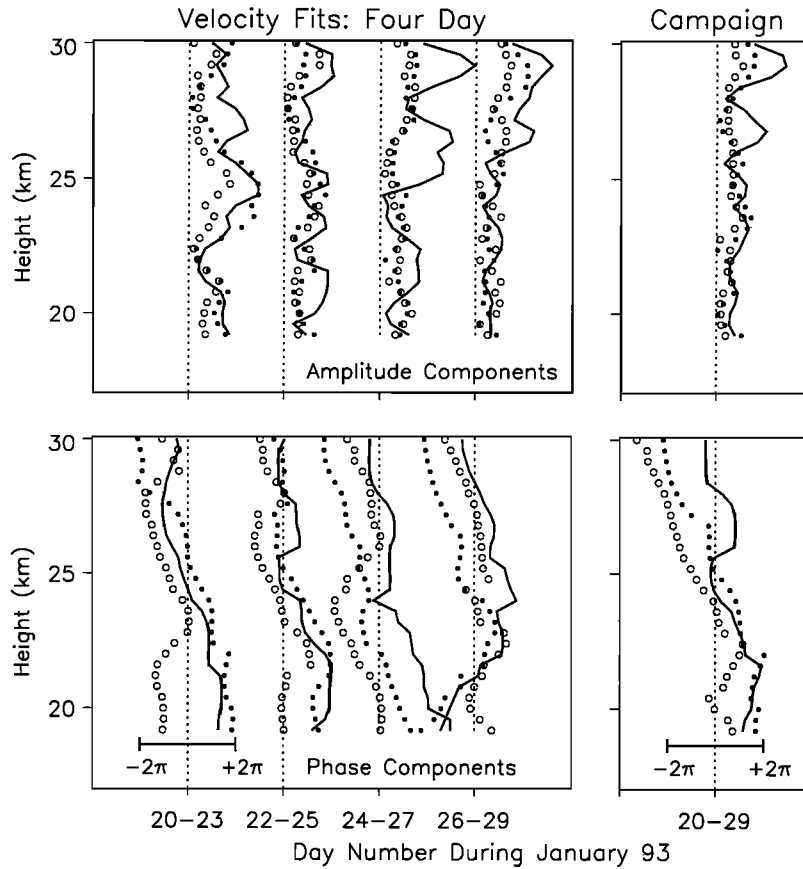 Velocity Fits: Four Day
Campaign
Height (km)
30
25
20
Amplitude Components
Height (km)
30
25
20
−2π
+2π
Phase Components
−2π
+2π
20−23
22−25
24−27
26−29
20−29
Day Number During January 93